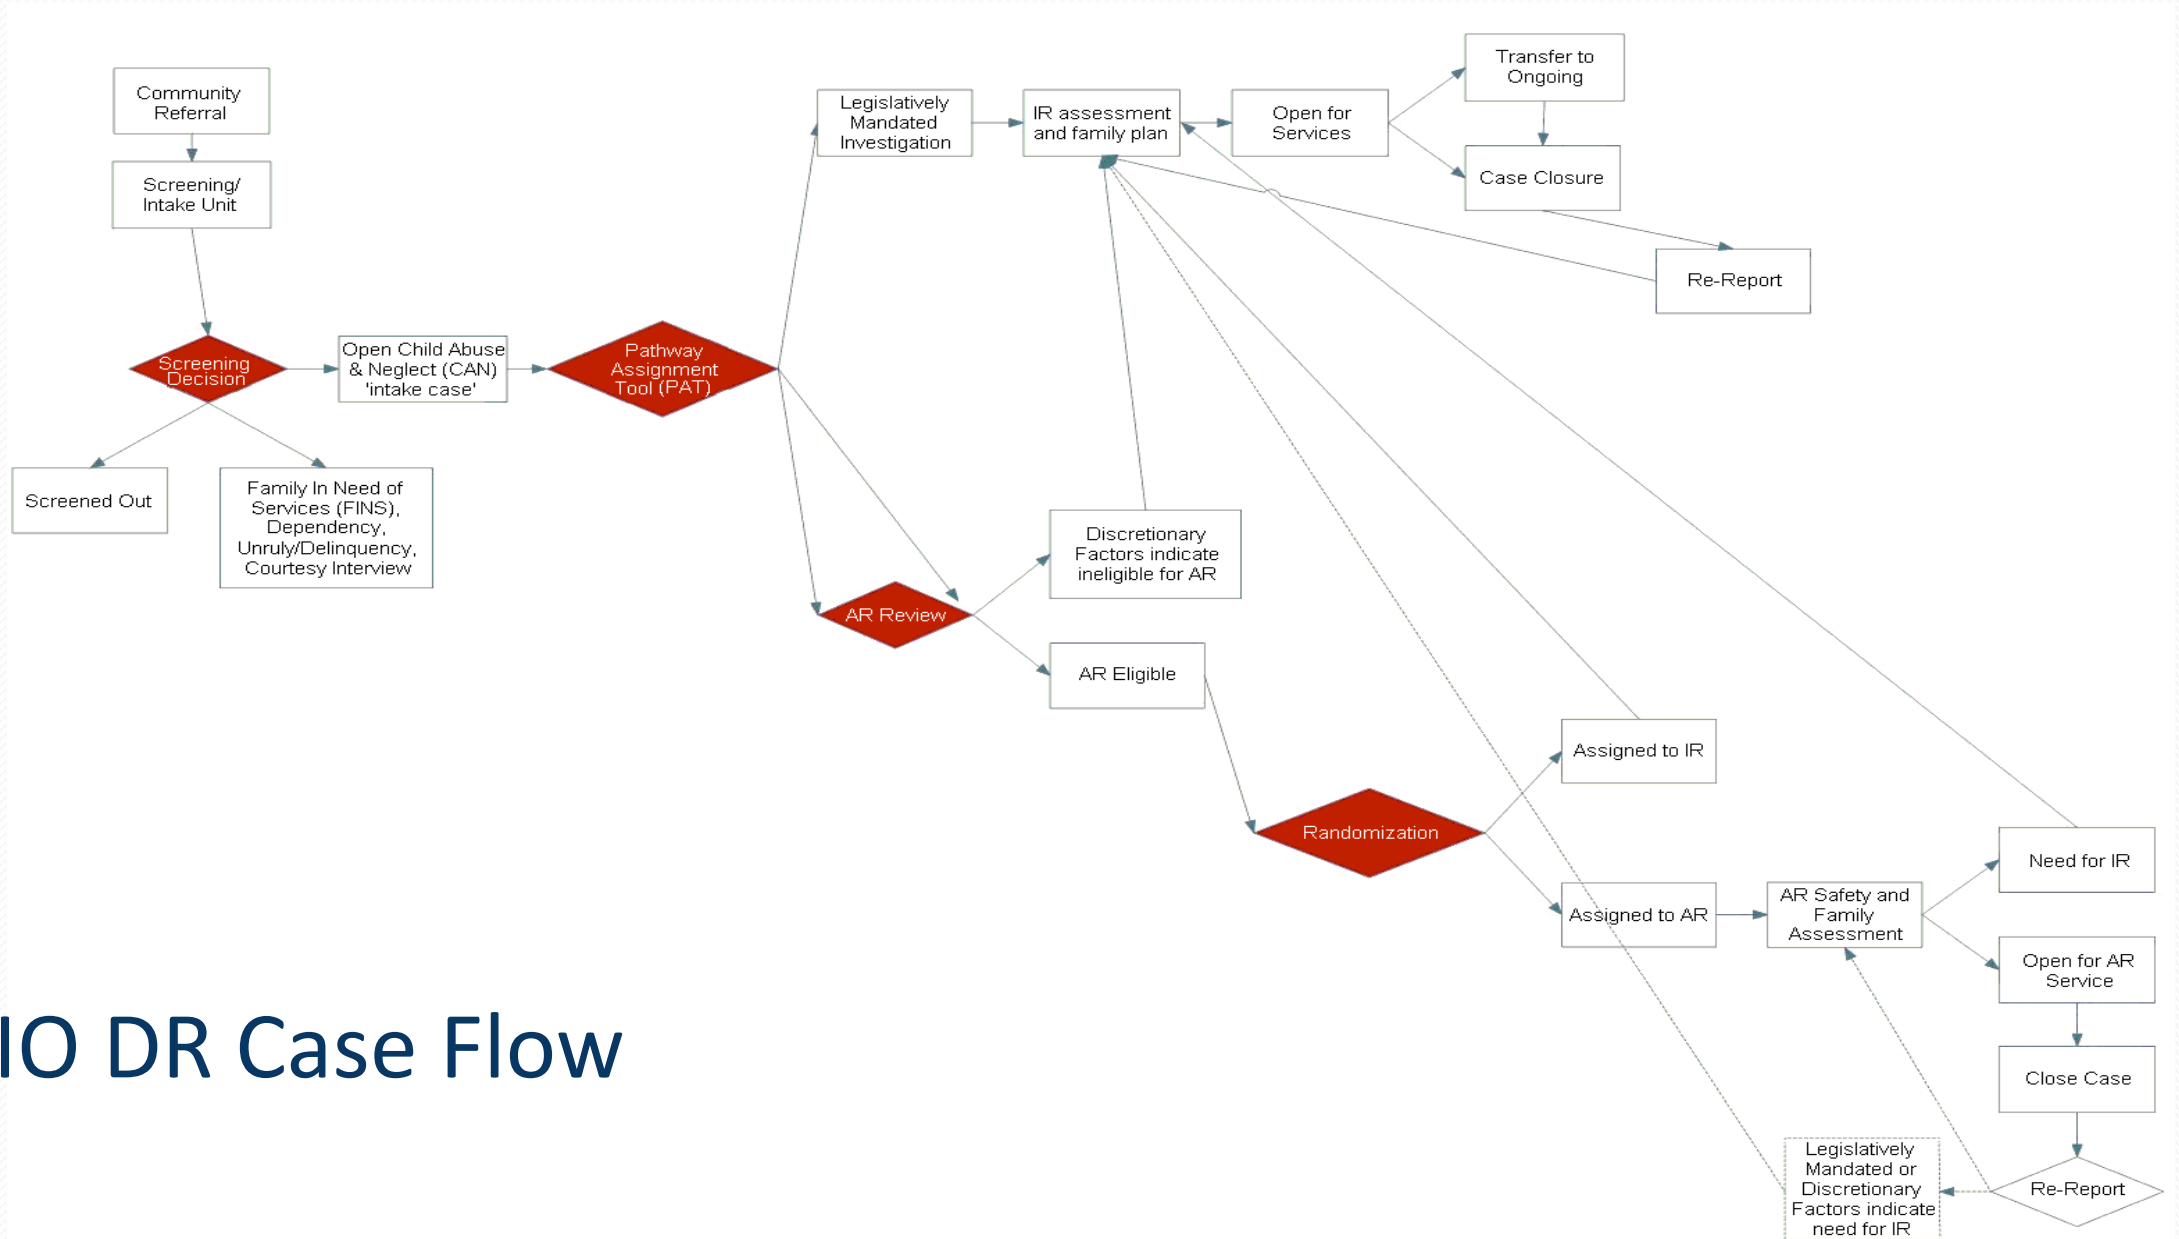 Community
Referral
Screening/
Intake Unit
Screening
Decision
Open Child Abuse
& Neglect (CAN)
'intake case'
Screened Out
Family In Need of
Services (FINS),
Dependency,
Unruly/Delinquency,
Courtesy Interview
Pathway
Assignment
Tool (PAT)
Legislatively
Mandated
Investigation
IR assessment
and family plan
Open for
Services
Transfer to
Ongoing
Case Closure
Re-Report
AR Review
Discretionary
Factors indicate
ineligible for AR
AR Eligible
Randomization
Assigned to IR
Assigned to AR
AR Safety and
Family
Assessment
Need for IR
Open for AR
Service
Close Case
Re-Report
Legislatively
Mandated or
Discretionary
Factors indicate
need for IR
IO DR Case Flow